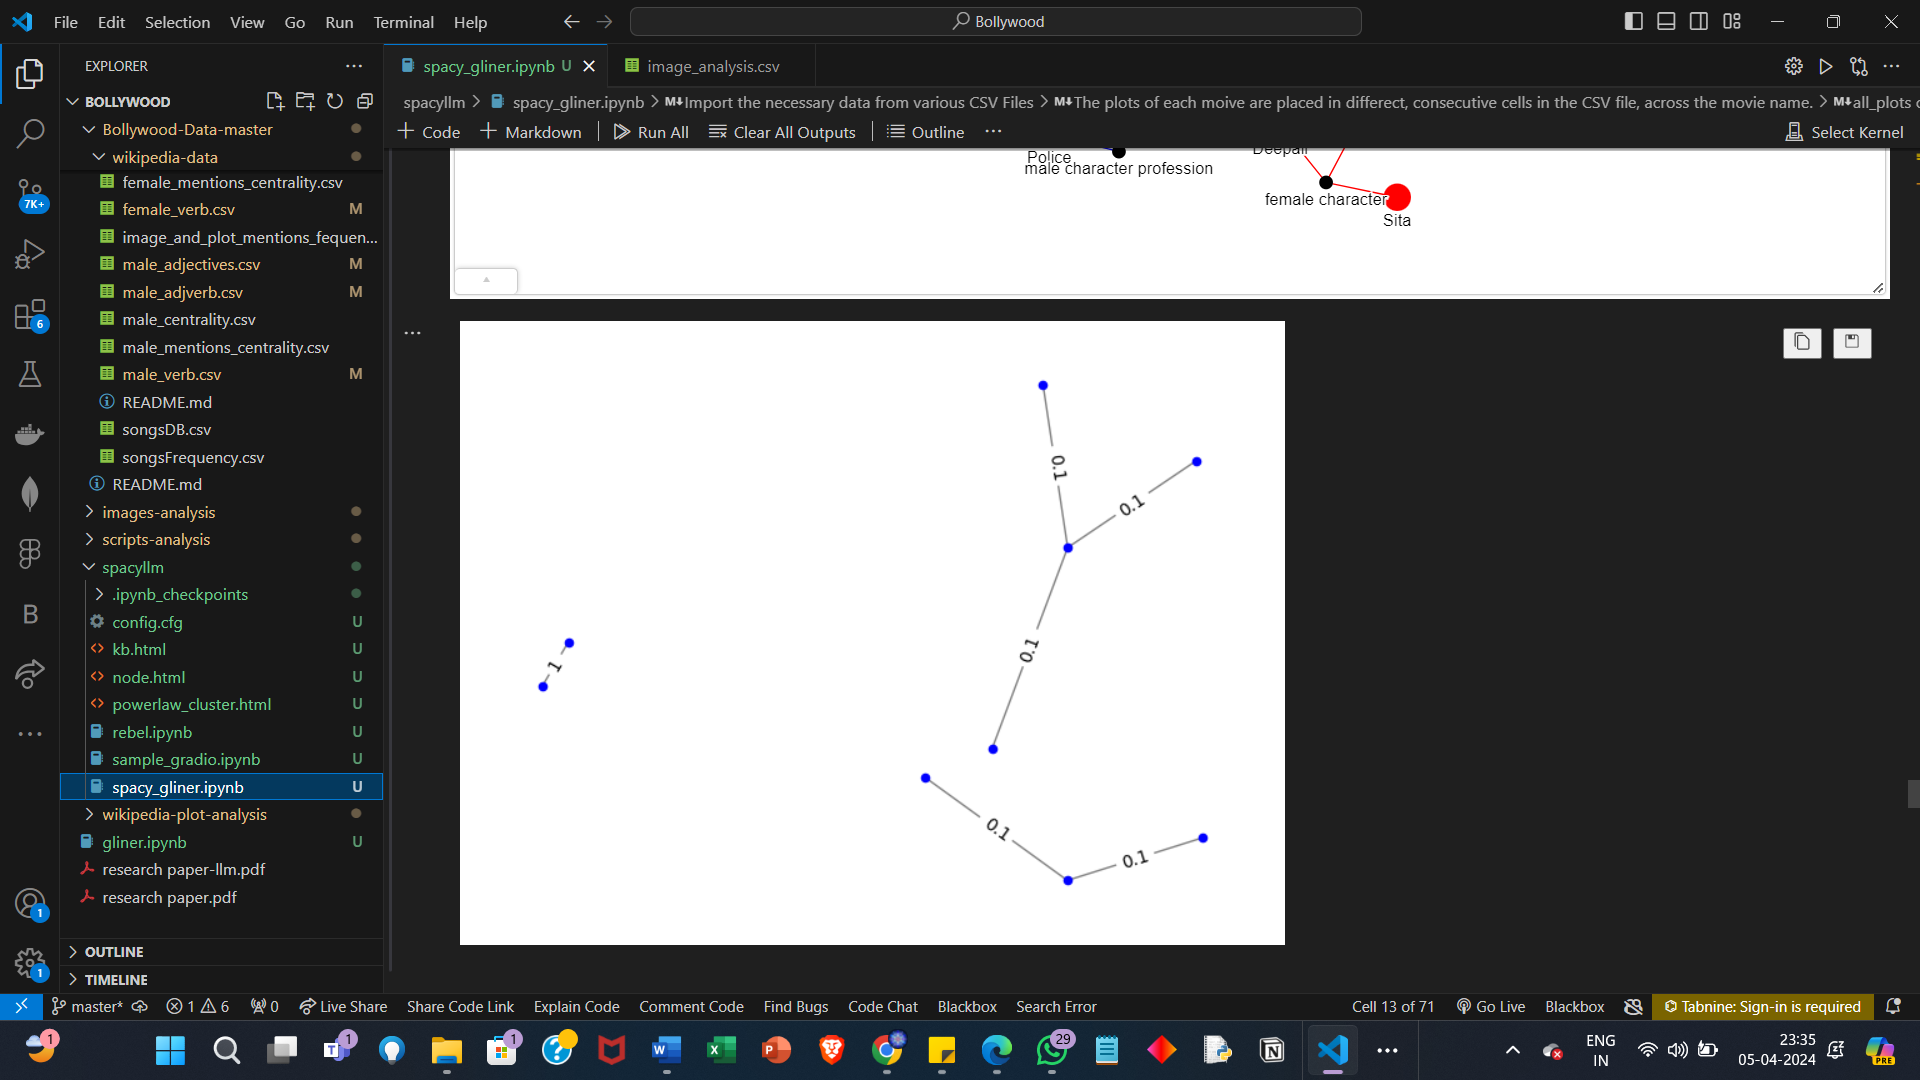 File Edit Selection View Go Run Terminal Help
Bollywood
EXPLORER
spacy_gliner.ipynb U
image_analysis.csv
BOLLYWOOD
spacyllm > spacy_gliner.ipynb > M↓Import the necessary data from various CSV Files > M↓The plots of each moive are placed in differect, consecutive cells in the CSV file, across the movie name. > M↓all_plots c
Code Markdown Run All Clear All Outputs Outline ... Select Kernel
Bollywood-Data-master
wikipedia-data
female_mentions_centrality.csv
female_verb.csv M
image_and_plot_mentions_fequen...
male_adjectives.csv M
male_adjverb.csv M
male_centrality.csv
male_mentions_centrality.csv
male_verb.csv M
README.md
songsDB.csv
songsFrequency.csv
README.md
images-analysis
scripts-analysis
spacyllm
.ipynb_checkpoints
config.cfg U
kb.html U
node.html U
powerlaw_cluster.html U
rebel.ipynb U
sample_gradio.ipynb U
spacy_gliner.ipynb U
wikipedia-plot-analysis
gliner.ipynb U
research paper-llm.pdf
research paper.pdf
OUTLINE
TIMELINE
7K+
6
B
1
1
Police
male character profession
Deepali
female character
Sita
0.1
0.1
0.1
1
0.1
0.1
master* 1 6 0 Live Share Share Code Link Explain Code Comment Code Find Bugs Code Chat Blackbox Search Error Cell 13 of 71 Go Live Blackbox Tabnine: Sign-in is required
1
1
1
29
ENG
IN
23:35
05-04-2024
PRE